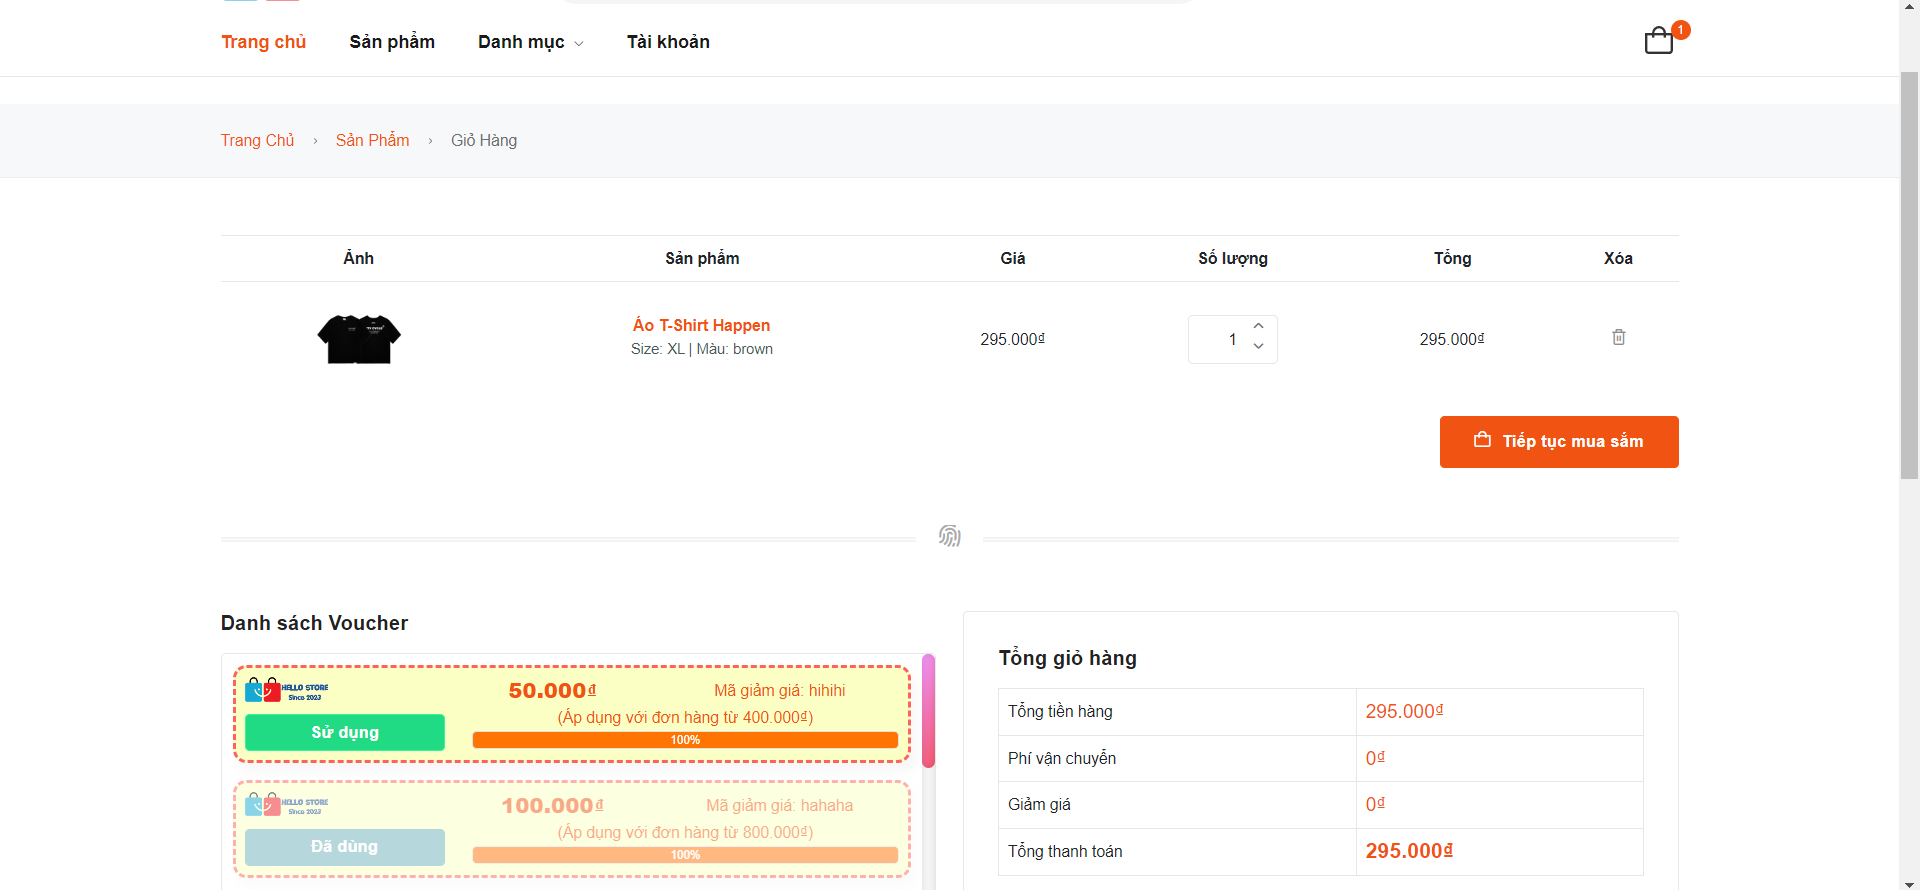 Trang chủ Sản phẩm Danh mục Tài khoản 1
Trang Chủ › Sản Phẩm › Giỏ Hàng
Ảnh Sản phẩm Giá Số lượng Tổng Xóa
Áo T-Shirt Happen
Size: XL | Màu: brown
295.000₫ 1 295.000₫
Tiếp tục mua sắm
Danh sách Voucher
HELLO STORE
Since 2023
50.000₫ Mã giảm giá: hihihi
(Áp dụng với đơn hàng từ 400.000₫)
Sử dụng
100%
HELLO STORE
Since 2023
100.000₫ Mã giảm giá: hahaha
(Áp dụng với đơn hàng từ 800.000₫)
Đã dùng
100%
Tổng giỏ hàng
Tổng tiền hàng 295.000₫
Phí vận chuyển 0₫
Giảm giá 0₫
Tổng thanh toán 295.000₫